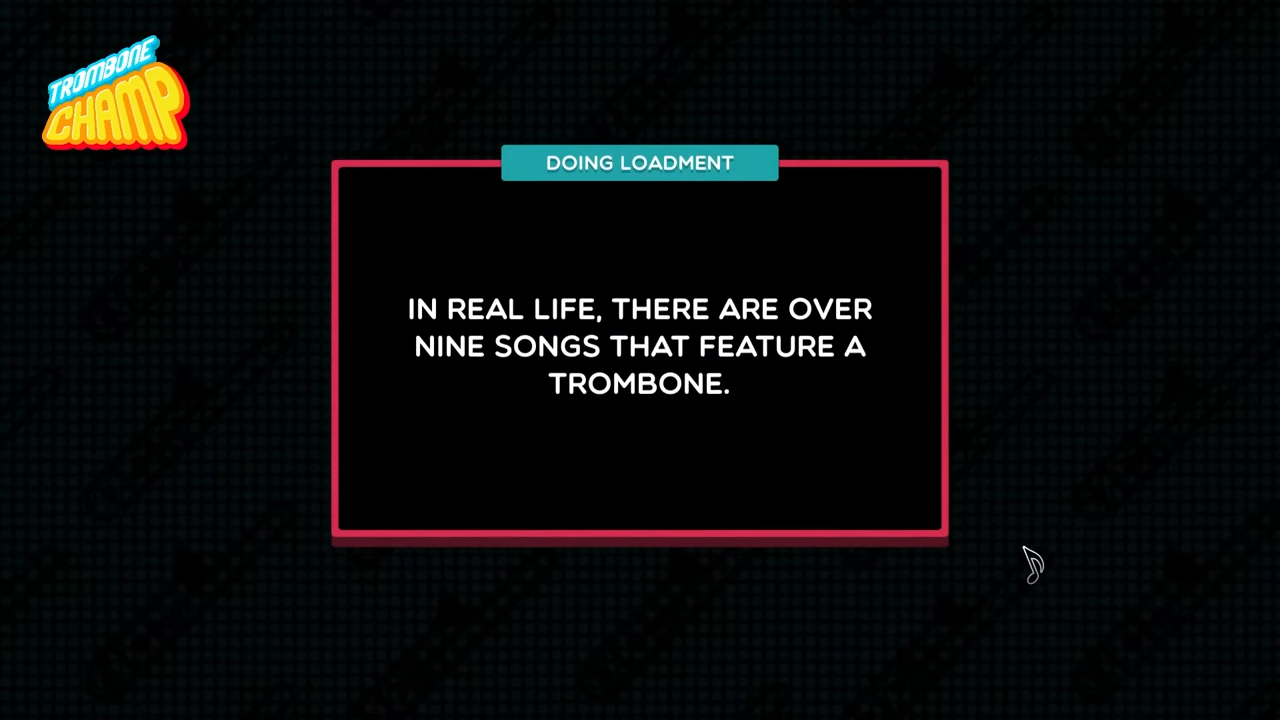 TROMBONE
CHAMP
DOING LOADMENT
IN REAL LIFE, THERE ARE OVER
NINE SONGS THAT FEATURE A
TROMBONE.